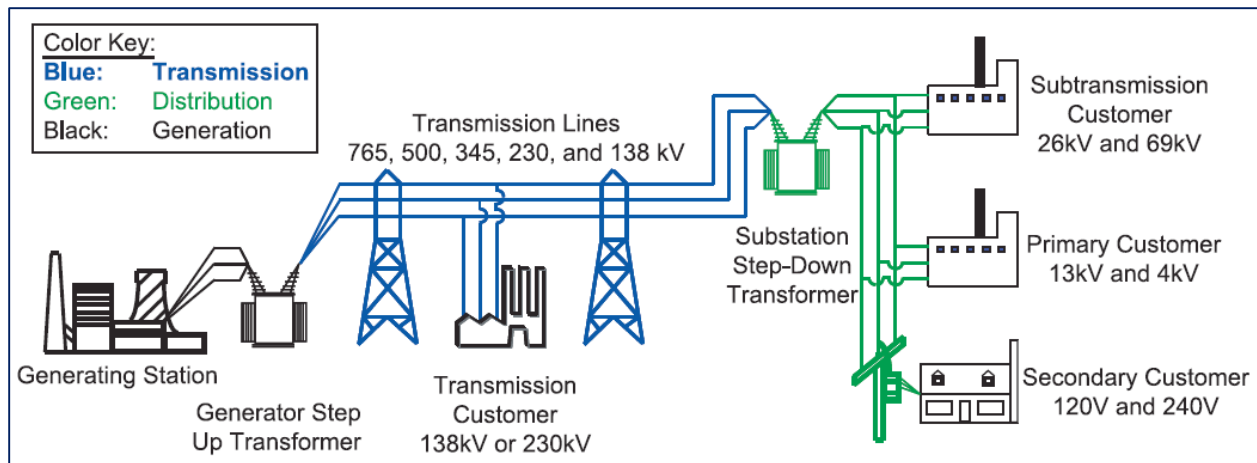 Color Key:
Blue: Transmission
Green: Distribution
Black: Generation
Transmission Lines
765, 500, 345, 230, and 138 kV
Subtransmission
Customer
26kV and 69kV
Substation
Step-Down
Transformer
Primary Customer
13kV and 4kV
Generating Station
Generator Step
Up Transformer
Transmission
Customer
138kV or 230kV
Secondary Customer
120V and 240V